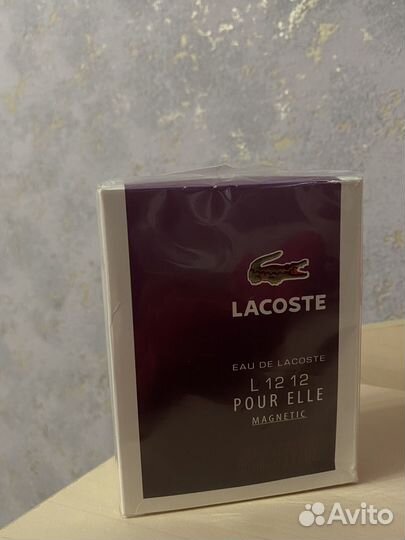 LACOSTE
EAU DE LACOSTE
L 12 12
POUR ELLE
MAGNETIC
Avito